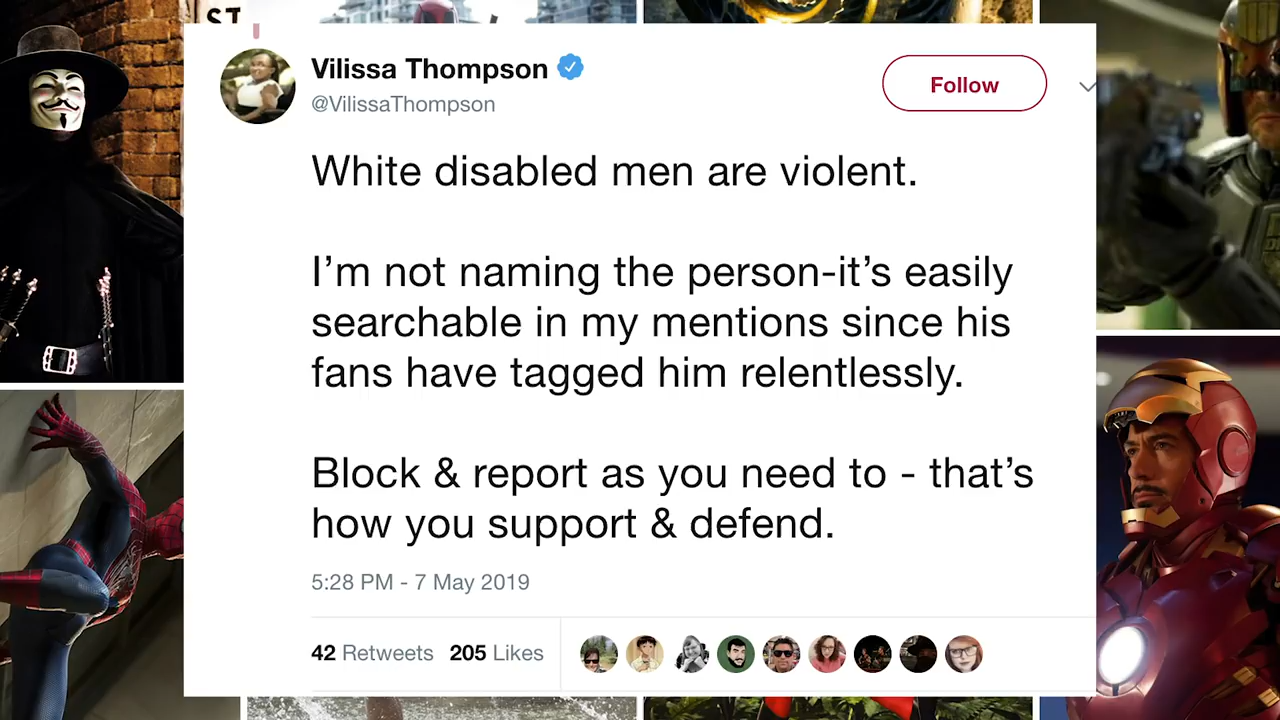 ST
Vilissa Thompson
Follow
@VilissaThompson
White disabled men are violent.
I’m not naming the person-it’s easily
searchable in my mentions since his
fans have tagged him relentlessly.
Block & report as you need to - that’s
how you support & defend.
5:28 PM - 7 May 2019
42 Retweets 205 Likes